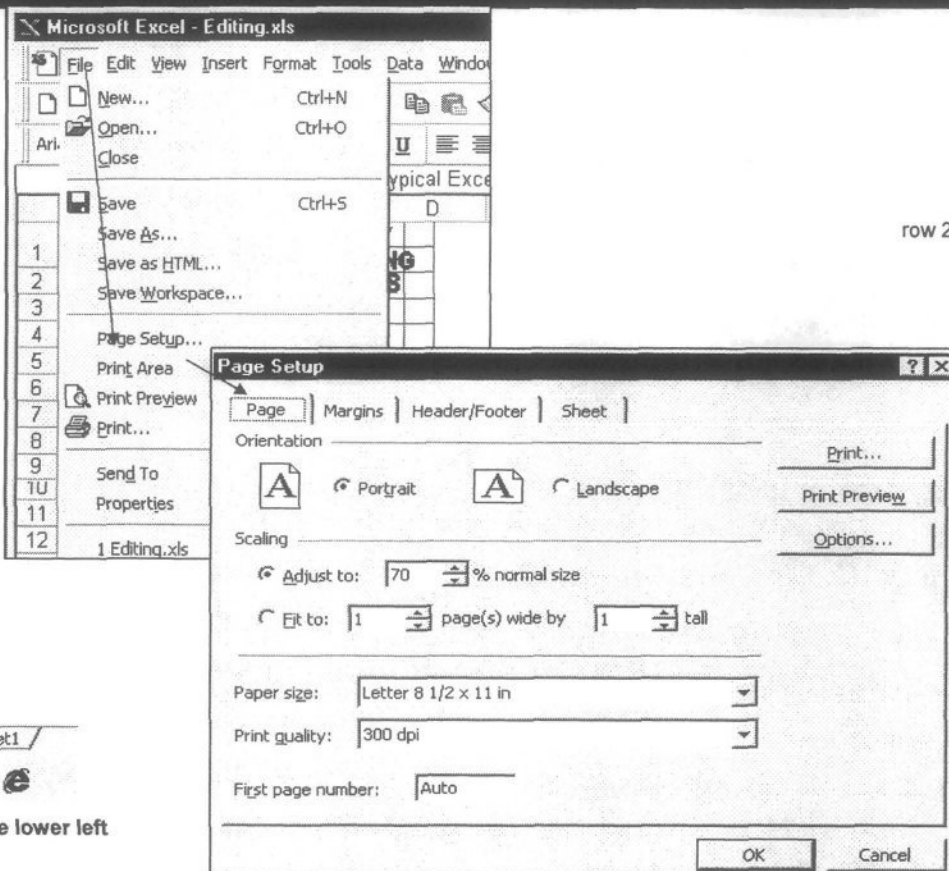 Microsoft Excel - Editing.xls
File Edit View Insert Format Tools Data Window
New... Ctrl+N
Open... Ctrl+O
Close
Ari
U
ypical Exce
Save Ctrl+S
D
Save As...
row 2
1
Save as HTML...
NG
2
Save Workspace...
S
3
4
Page Setup...
5
Print Area
6
Print Preview
7
Print...
8
9
Send To
10
Properties
11
12
1 Editing.xls
Page Setup
? X
Page Margins Header/Footer Sheet
Orientation
Print...
A Portrait A Landscape
Print Preview
Scaling
Options...
Adjust to: 70 % normal size
Fit to: 1 page(s) wide by 1 tall
Paper size: Letter 8 1/2 x 11 in
Print quality: 300 dpi
First page number: Auto
et1
e
e lower left
OK Cancel